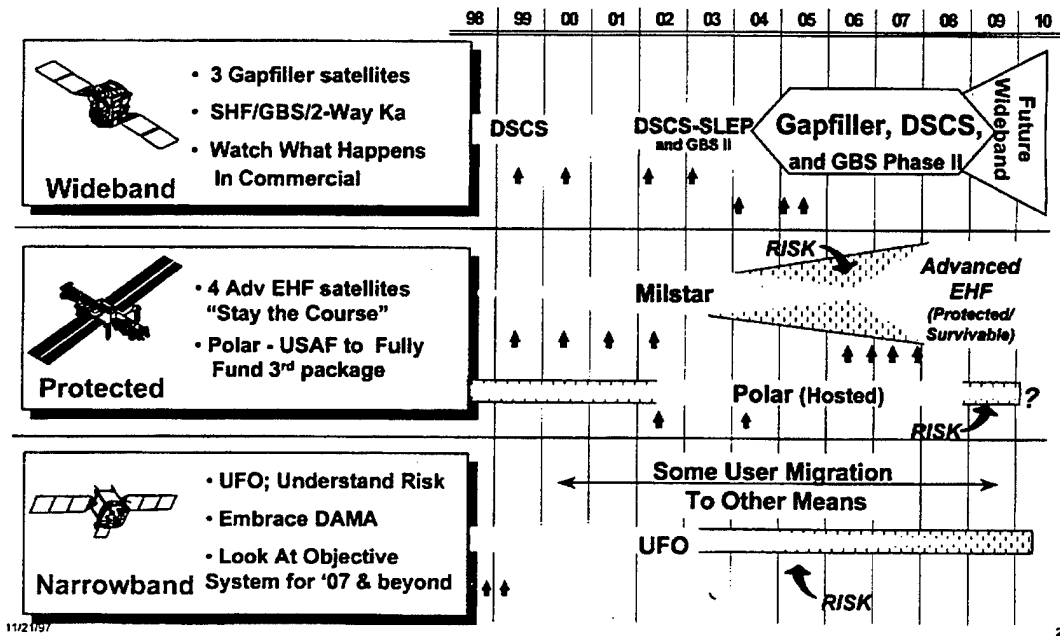 98 99 00 01 02 03 04 05 06 07 08 09 10
• 3 Gapfiller satellites
• SHF/GBS/2-Way Ka
• Watch What Happens
In Commercial
Wideband
DSCS
DSCS-SLEP
and GBS II
Gapfiller, DSCS,
and GBS Phase II
Future
Wideband
• 4 Adv EHF satellites
"Stay the Course"
• Polar - USAF to Fully
Fund 3rd package
Protected
Milstar
RISK
Advanced
EHF
(Protected/
Survivable)
Polar (Hosted)
?
RISK
• UFO; Understand Risk
• Embrace DAMA
• Look At Objective
System for '07 & beyond
Narrowband
Some User Migration
To Other Means
UFO
RISK
11/21/97
2